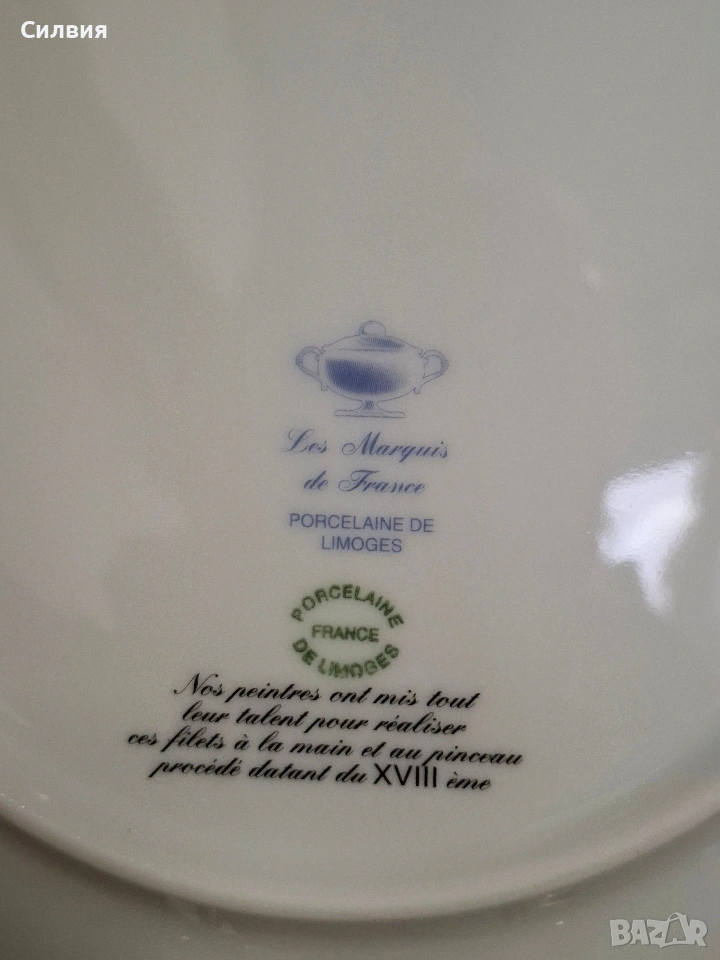 Силвия
Les Marquis
de France
PORCELAINE DE
LIMOGES
PORCELAINE
FRANCE
DE LIMOGES
Nos peintres ont mis tout
leur talent pour réaliser
ces filets à la main et au pinceau
procédé datant du XVIII ème
BAZAR